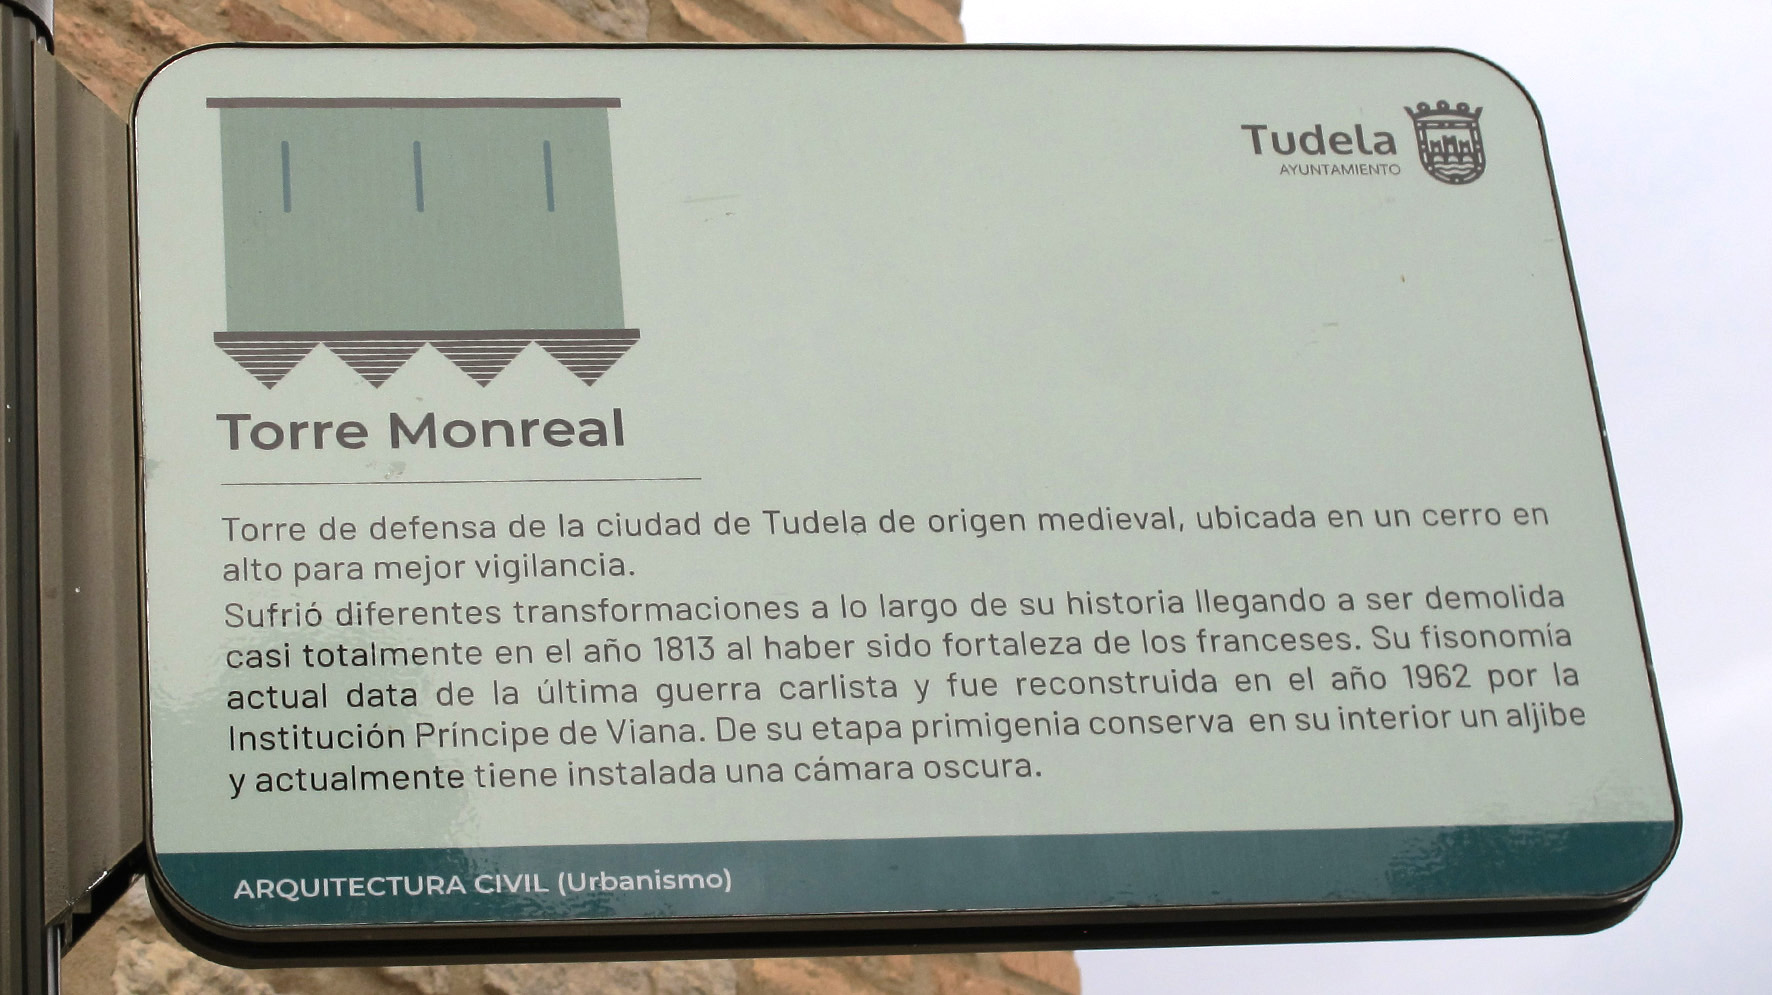 Tudela
AYUNTAMIENTO
Torre Monreal
Torre de defensa de la ciudad de Tudela de origen medieval, ubicada en un cerro en
alto para mejor vigilancia.
Sufrió diferentes transformaciones a lo largo de su historia llegando a ser demolida
casi totalmente en el año 1813 al haber sido fortaleza de los franceses. Su fisonomía
actual data de la última guerra carlista y fue reconstruida en el año 1962 por la
Institución Príncipe de Viana. De su etapa primigenia conserva en su interior un aljibe
y actualmente tiene instalada una cámara oscura.
ARQUITECTURA CIVIL (Urbanismo)